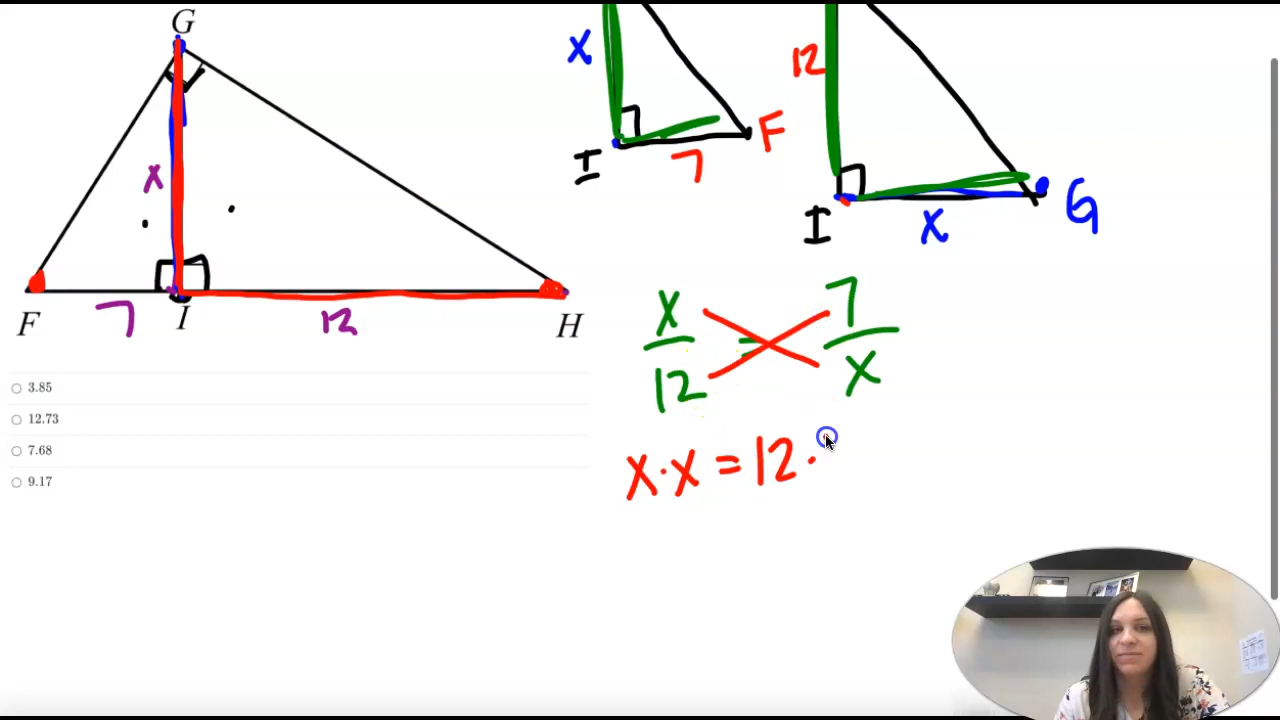 G
X
F
7
I
12
H
3.85
12.73
7.68
9.17
X
I
7
F
12
I
X
G
x/12 = 7/x
x·x = 12·